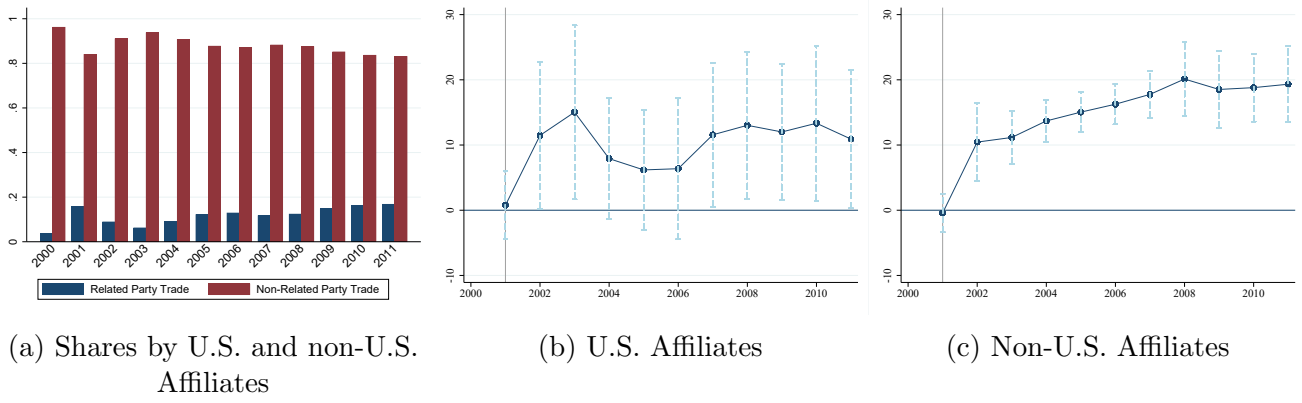 1
.8
.6
.4
.2
0
2000 2001 2002 2003 2004 2005 2006 2007 2008 2009 2010 2011
Related Party Trade Non-Related Party Trade
(a) Shares by U.S. and non-U.S.
Affiliates
30
20
10
0
-10
2000 2002 2004 2006 2008 2010
(b) U.S. Affiliates
30
20
10
0
-10
2000 2002 2004 2006 2008 2010
(c) Non-U.S. Affiliates